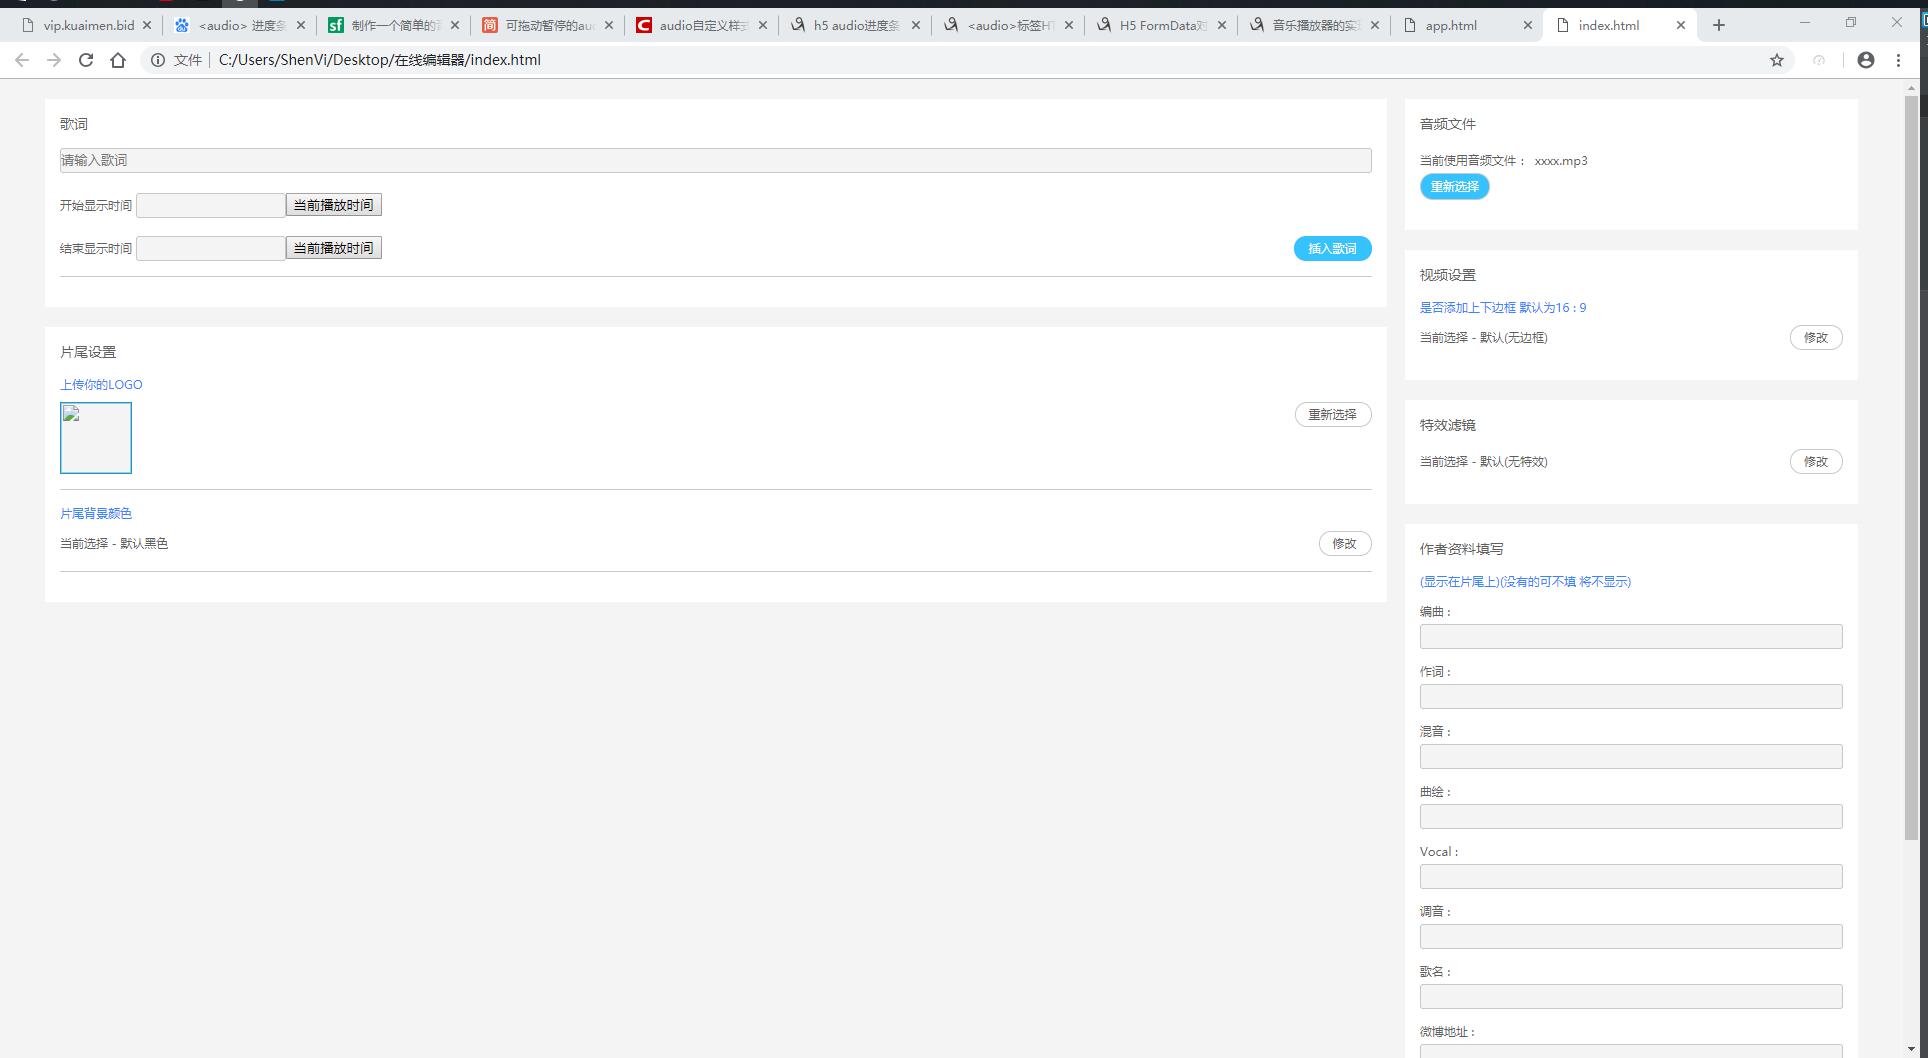 vip.kuaimen.bid
<audio> 进度条
制作一个简单的
可拖动暂停的au
audio自定义样式
h5 audio进度条
<audio>标签H
H5 FormData对
音乐播放器的实
app.html
index.html
文件 C:/Users/ShenVi/Desktop/在线编辑器/index.html
歌词
请输入歌词
开始显示时间 当前播放时间
结束显示时间 当前播放时间 插入歌词
片尾设置
上传你的LOGO
重新选择
片尾背景颜色
当前选择 - 默认黑色 修改
音频文件
当前使用音频文件： xxxx.mp3
重新选择
视频设置
是否添加上下边框 默认为16 : 9
当前选择 - 默认(无边框) 修改
特效滤镜
当前选择 - 默认(无特效) 修改
作者资料填写
(显示在片尾上)(没有的可不填 将不显示)
编曲 :
作词 :
混音 :
曲绘 :
Vocal :
调音 :
歌名 :
微博地址 :